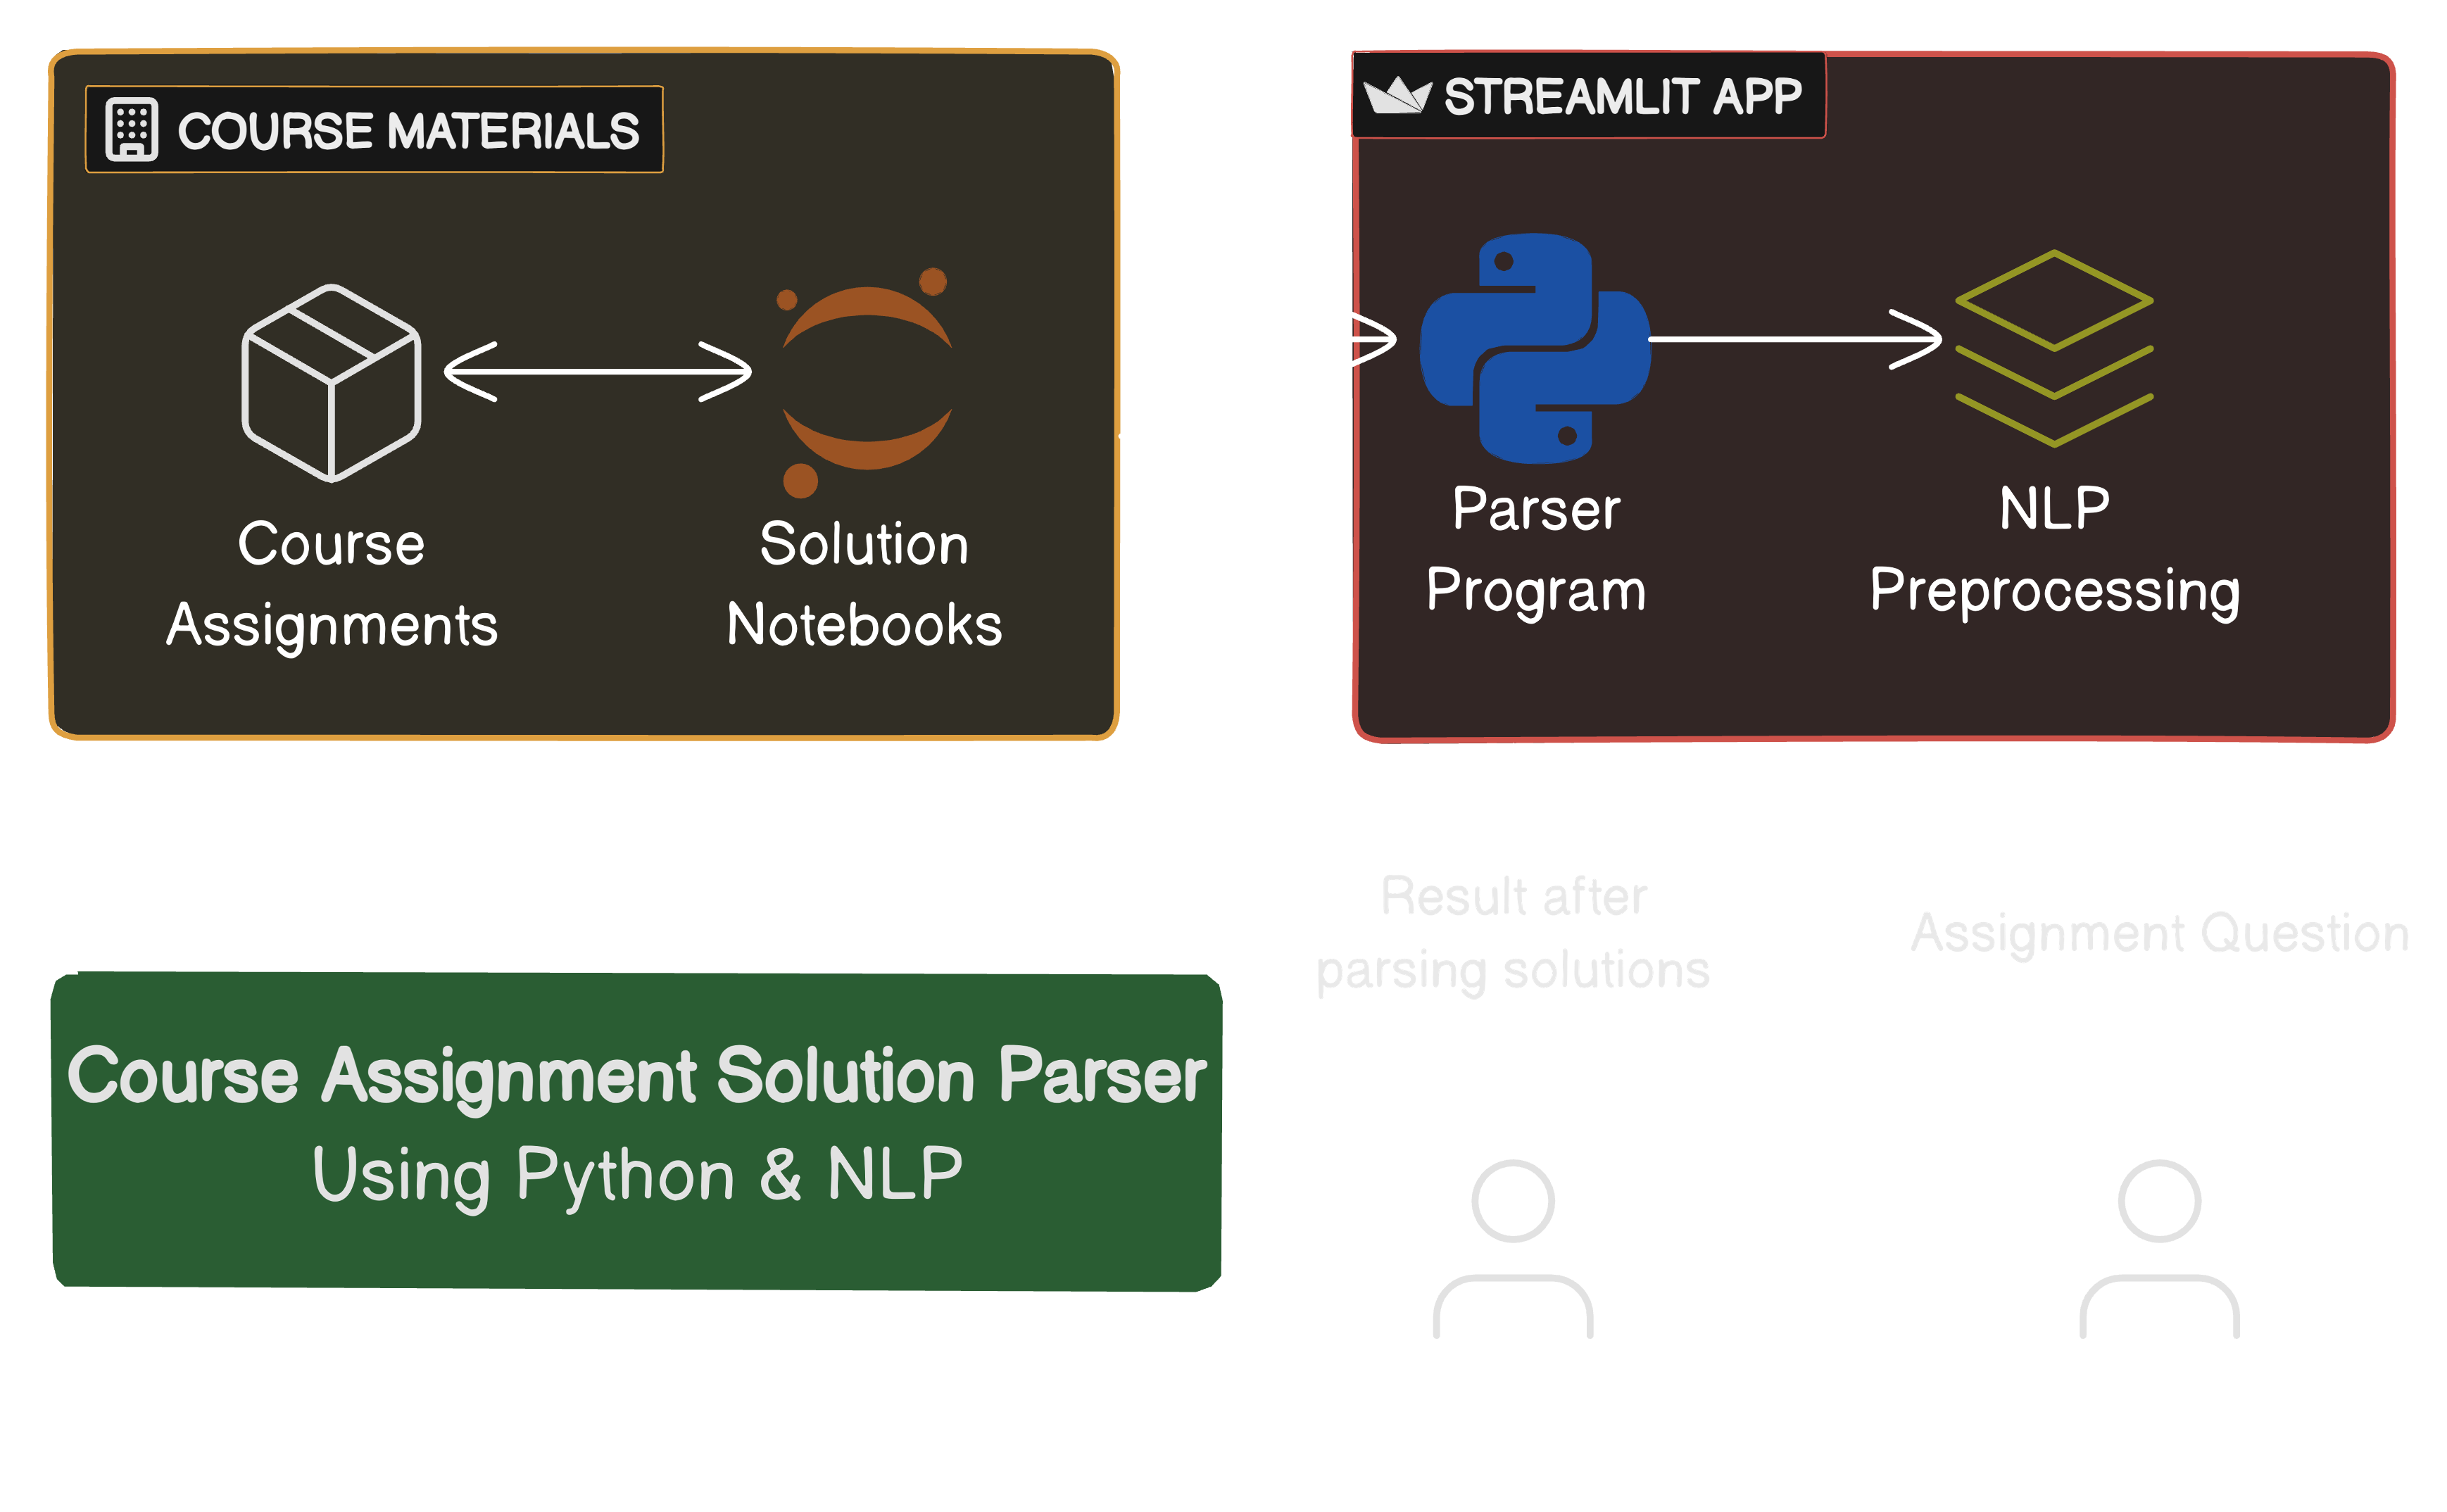 COURSE MATERIALS
Course
Assignments
Solution
Notebooks
STREAMLIT APP
Parser
Program
NLP
Preprocessing
Result after
parsing solutions
Assignment Question
Course Assignment Solution Parser
Using Python & NLP